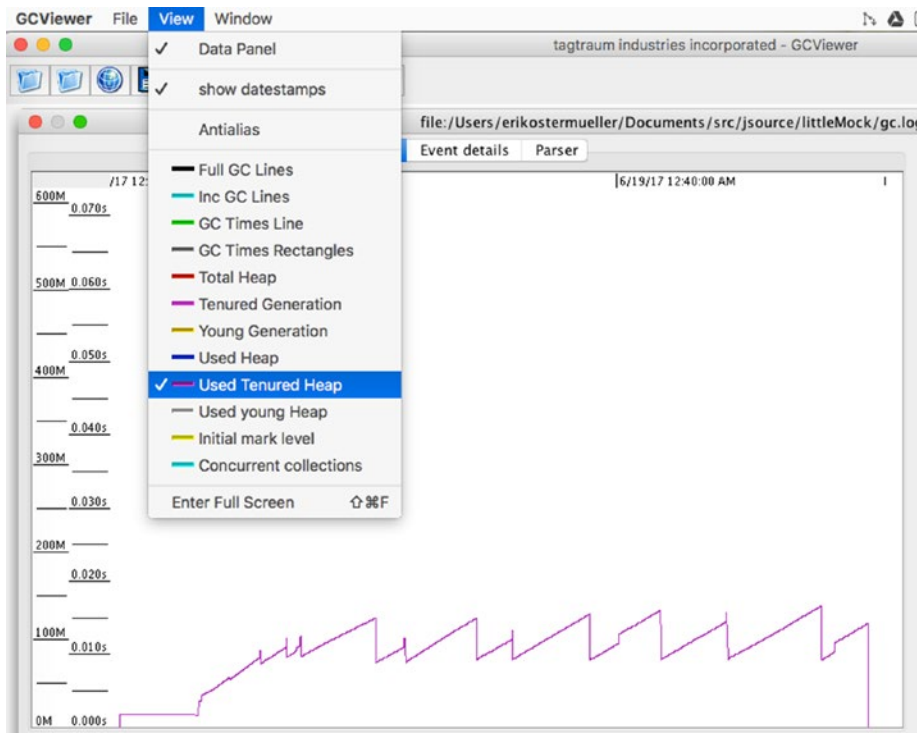 GCViewer File View Window
Data Panel
tagtraum industries incorporated - GCViewer
show datestamps
Antialias
file:/Users/erikostermueller/Documents/src/jsource/littleMock/gc.lo
Event details Parser
Full GC Lines
/17 12:
6/19/17 12:40:00 AM
Inc GC Lines
GC Times Line
GC Times Rectangles
Total Heap
Tenured Generation
Young Generation
Used Heap
Used Tenured Heap
Used young Heap
Initial mark level
Concurrent collections
Enter Full Screen ⇧⌘F
600M
0.070s
500M 0.060s
0.050s
400M
0.040s
300M
0.030s
200M
0.020s
100M
0.010s
0M 0.000s